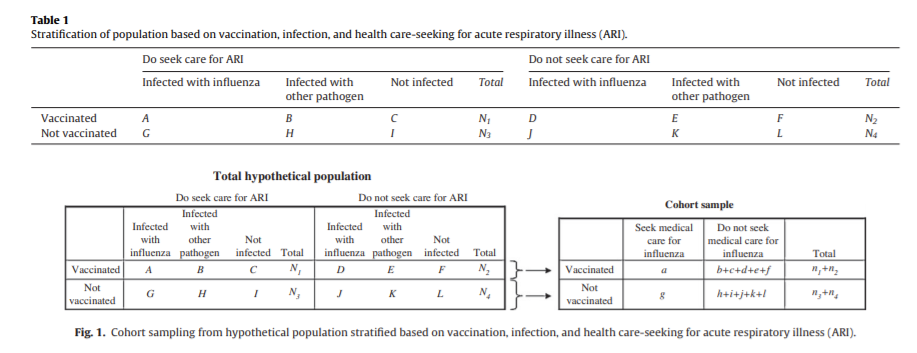 Table 1
Stratification of population based on vaccination, infection, and health care-seeking for acute respiratory illness (ARI).
Do seek care for ARI Do not seek care for ARI
Infected with influenza Infected with other pathogen Not infected Total Infected with influenza Infected with other pathogen Not infected Total
Vaccinated A B C N1 D E F N2
Not vaccinated G H I N3 J K L N4
Total hypothetical population
Do seek care for ARI Do not seek care for ARI
Infected with influenza Infected with other pathogen Not infected Total Infected with influenza Infected with other pathogen Not infected Total
Vaccinated A B C N1 D E F N2
Not vaccinated G H I N3 J K L N4
Cohort sample
Seek medical care for influenza Do not seek medical care for influenza Total
Vaccinated a b+c+d+e+f n1+n2
Not vaccinated g h+i+j+k+l n3+n4
Fig. 1. Cohort sampling from hypothetical population stratified based on vaccination, infection, and health care-seeking for acute respiratory illness (ARI).